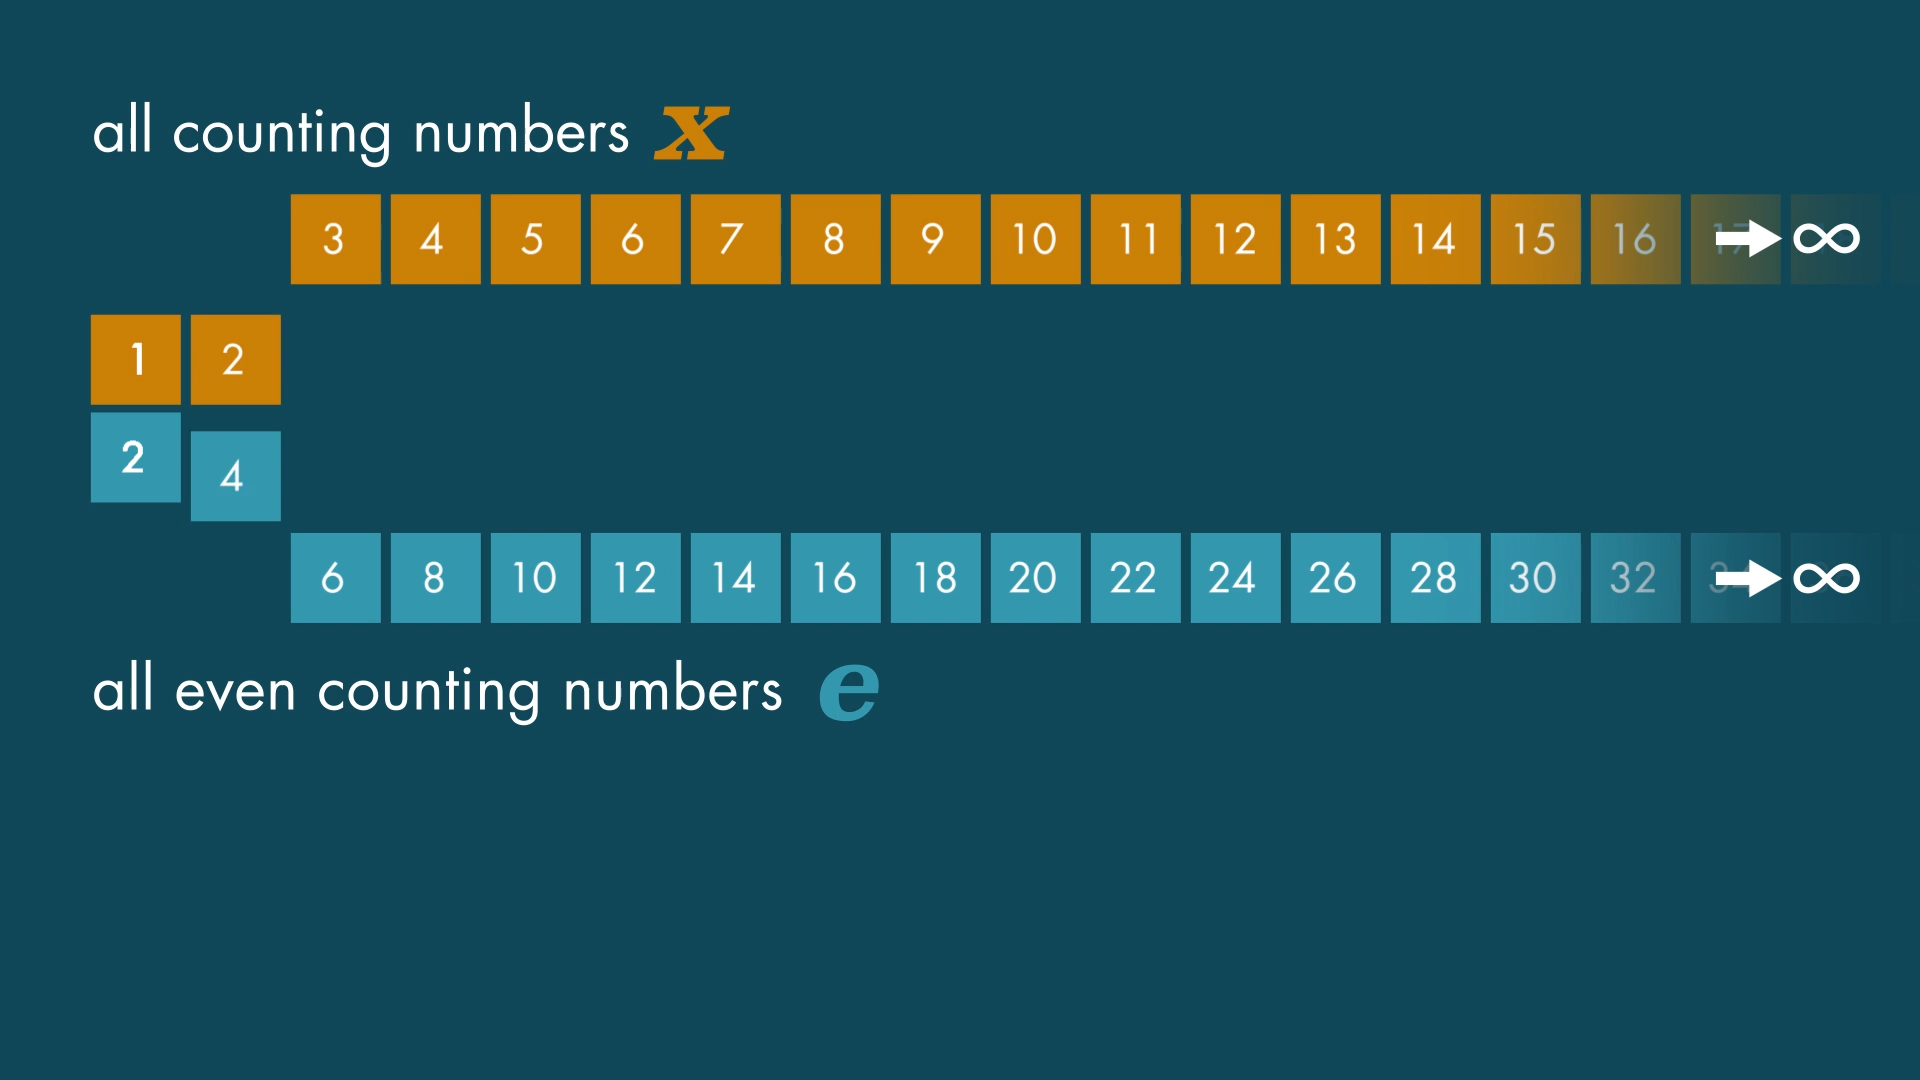 all counting numbers x
3 4 5 6 7 8 9 10 11 12 13 14 15 16 17 → ∞
1 2
2 4
6 8 10 12 14 16 18 20 22 24 26 28 30 32 34 → ∞
all even counting numbers e